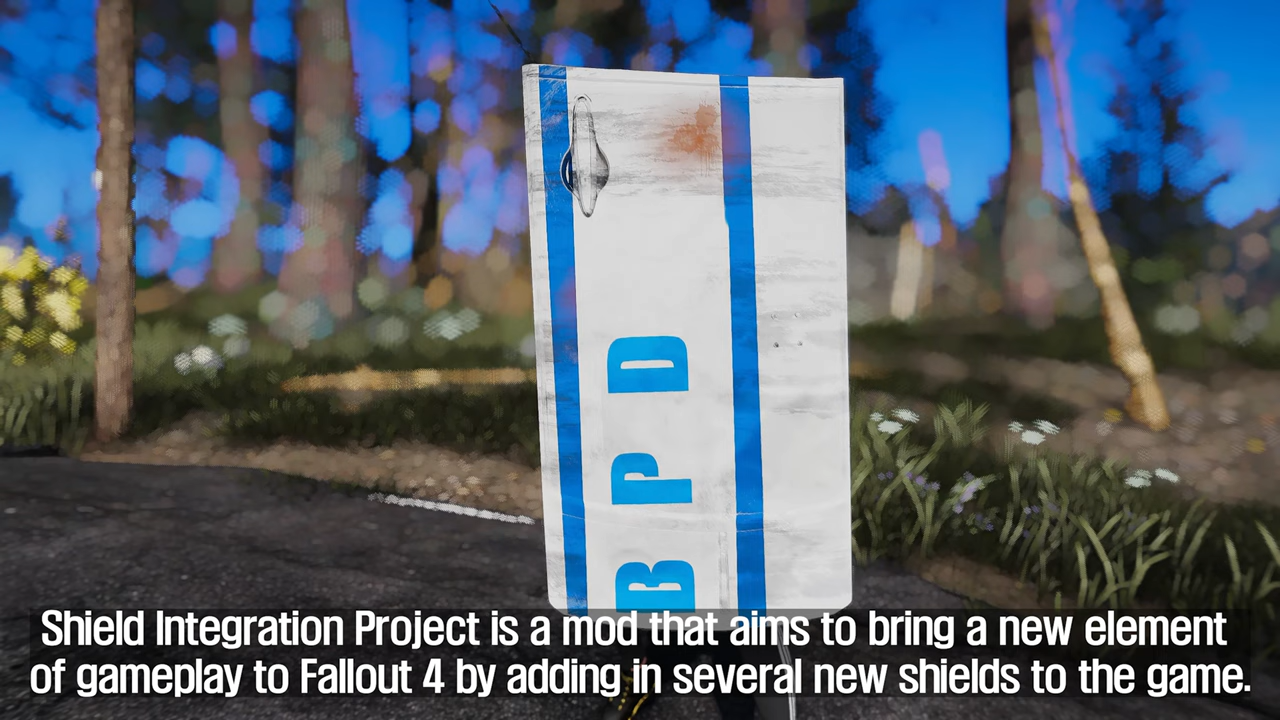 BPD
Shield Integration Project is a mod that aims to bring a new element
of gameplay to Fallout 4 by adding in several new shields to the game.